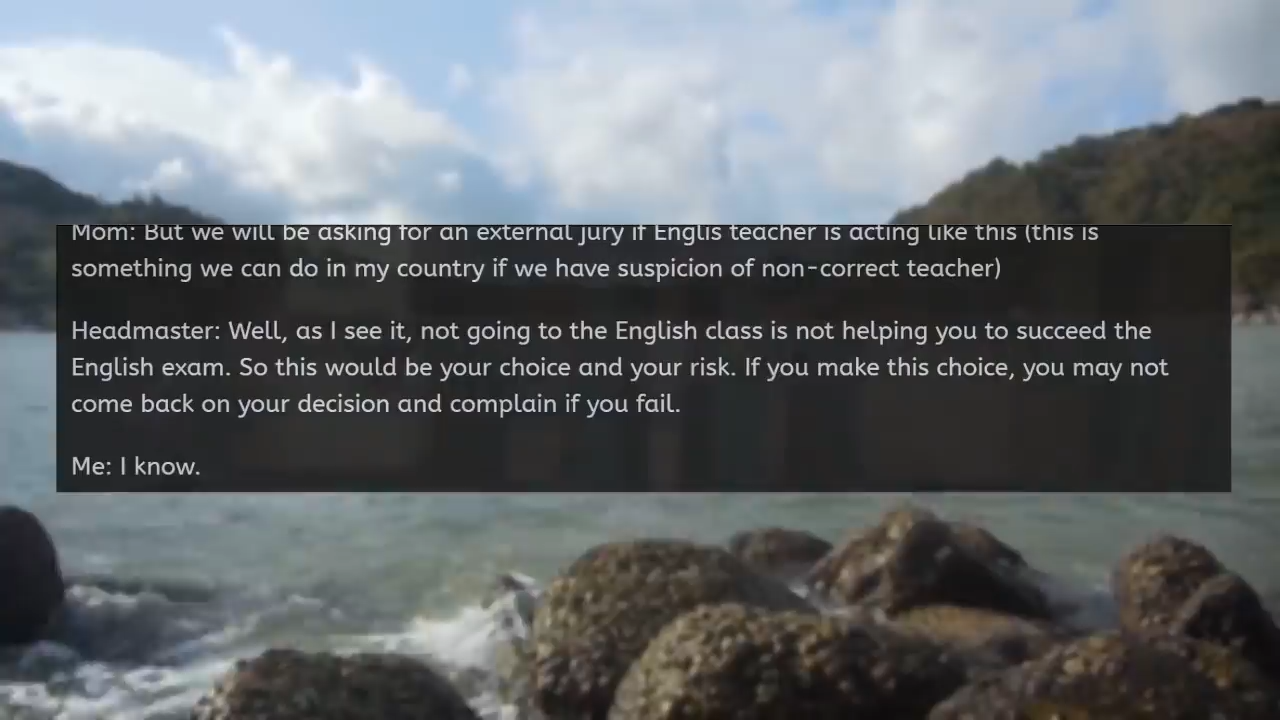 Mom: But we will be asking for an external jury if Englis teacher is acting like this (this is
something we can do in my country if we have suspicion of non-correct teacher)
Headmaster: Well, as I see it, not going to the English class is not helping you to succeed the
English exam. So this would be your choice and your risk. If you make this choice, you may not
come back on your decision and complain if you fail.
Me: I know.